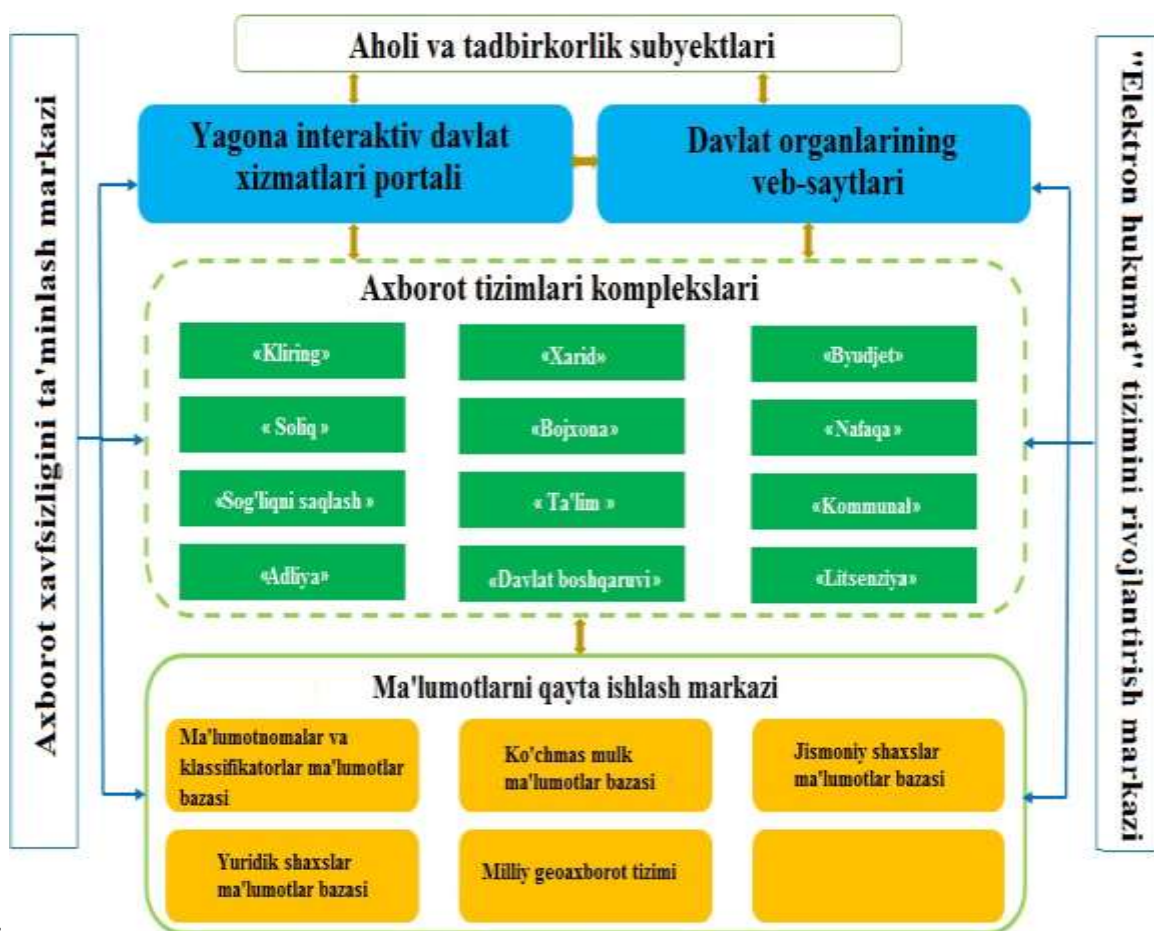 Aholi va tadbirkorlik subyektlari
Axborot xavfsizligini ta'minlash markazi
"Elektron hukumat" tizimini rivojlantirish markazi
Yagona interaktiv davlat
xizmatlari portali
Davlat organlarining
veb-saytlari
Axborot tizimlari komplekslari
«Kliring»
«Xarid»
«Byudjet»
« Soliq »
«Bojxona»
«Nafaqa»
«Sog'liqni saqlash »
« Ta'lim »
«Kommunal»
«Adliya»
«Davlat boshqaruvi»
«Litsenziya»
Ma'lumotlarni qayta ishlash markazi
Ma'lumotnomalar va
klassifikatorlar ma'lumotlar
bazasi
Ko'chmas mulk
ma'lumotlar bazasi
Jismoniy shaxslar
ma'lumotlar bazasi
Yuridik shaxslar
ma'lumotlar bazasi
Milliy geoaxborot tizimi